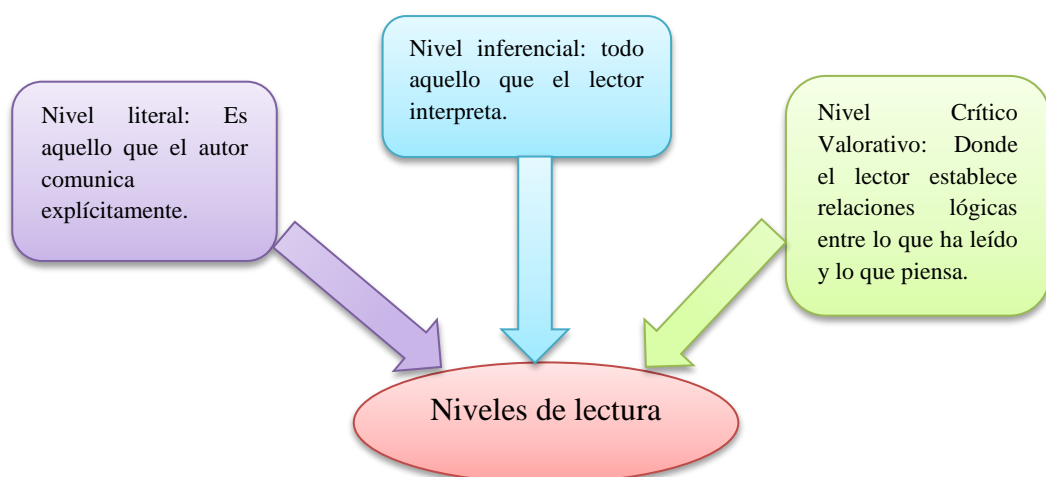 Nivel literal: Es
aquello que el autor
comunica
explícitamente.
Nivel inferencial: todo
aquello que el lector
interpreta.
Nivel Crítico
Valorativo: Donde
el lector establece
relaciones lógicas
entre lo que ha leído
y lo que piensa.
Niveles de lectura